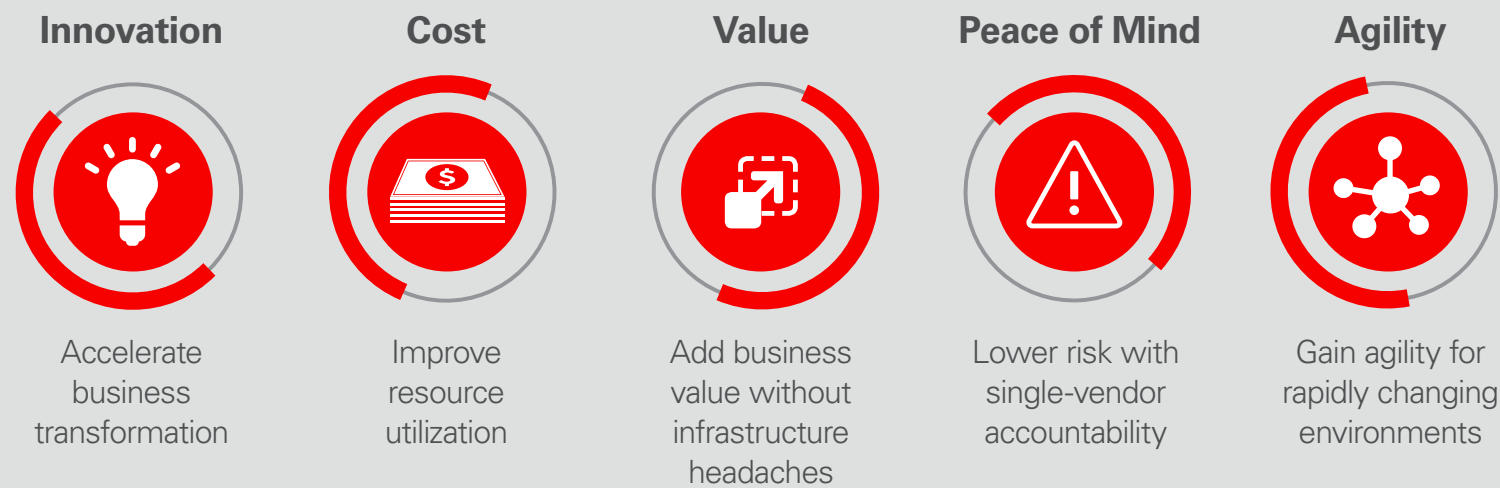 Innovation
Accelerate
business
transformation
Cost
$
Improve
resource
utilization
Value
Add business
value without
infrastructure
headaches
Peace of Mind
!
Lower risk with
single-vendor
accountability
Agility
Gain agility for
rapidly changing
environments